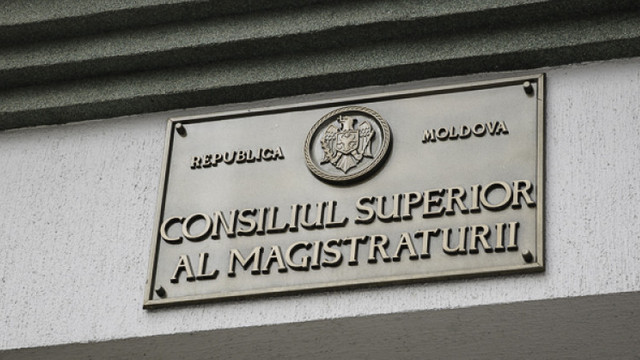 REPUBLICA MOLDOVA
CONSILIUL SUPERIOR
AL MAGISTRATURII